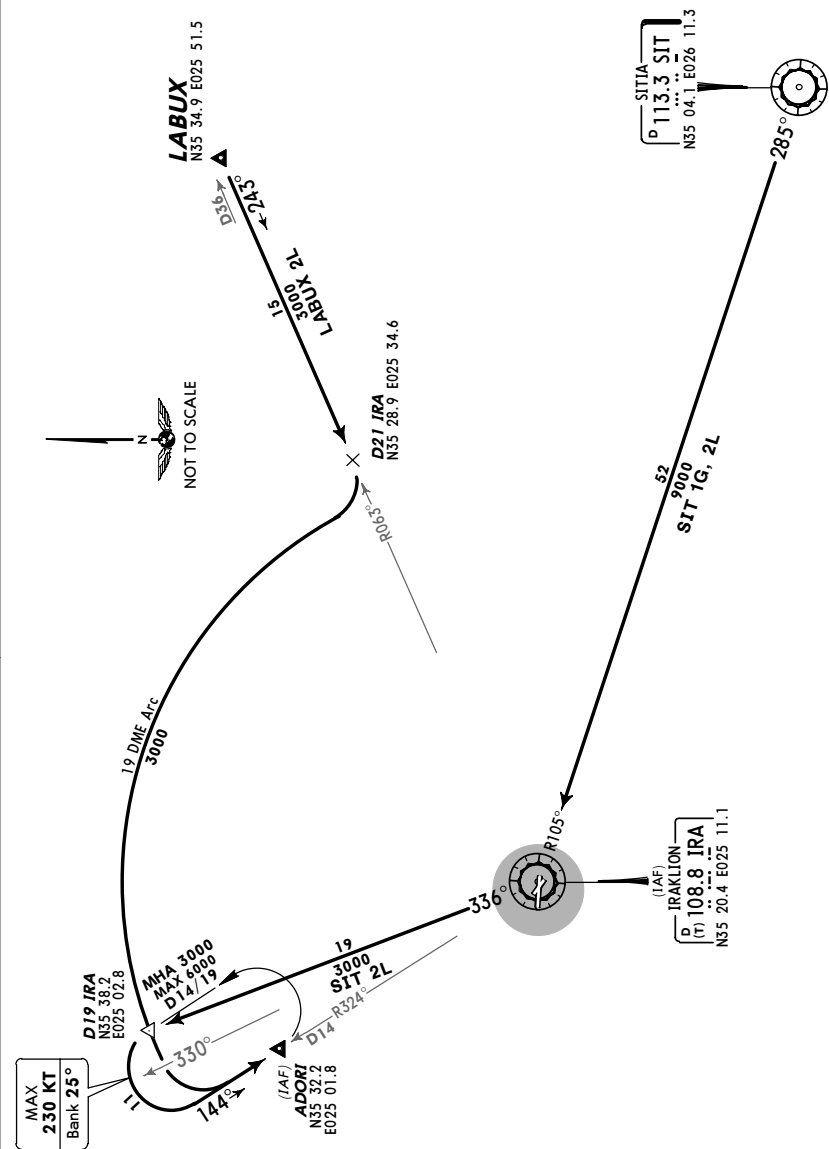 LABUX
N35 34.9 E025 51.5
D36
243°
15
3000
LABUX 2L
SITIA
D 113.3 SIT
N35 04.1 E026 11.3
285°
N
NOT TO SCALE
D21 IRA
N35 28.9 E025 34.6
R063°
52
9000
SIT 1G, 2L
19 DME Arc
3000
R105°
(IAF)
IRAKLION
D
(T) 108.8 IRA
N35 20.4 E025 11.1
336°
19
3000
SIT 2L
D19 IRA
N35 38.2
E025 02.8
MHA 3000
MAX 6000
D14/19
D14
R324°
330°
MAX
230 KT
Bank 25°
11
144°
(IAF)
ADORI
N35 32.2
E025 01.8